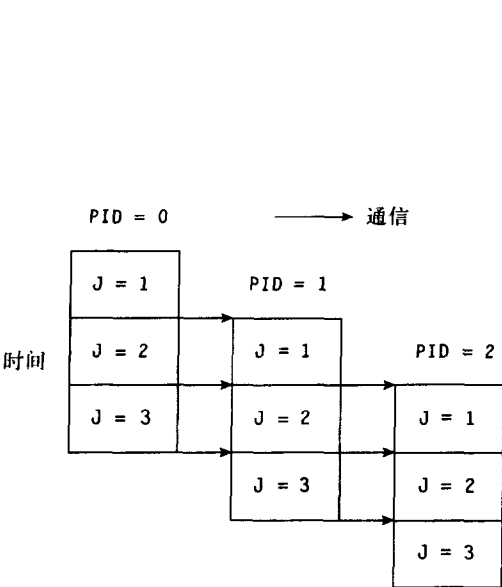 PID = 0
通信
J = 1
PID = 1
时间
J = 2
J = 1
PID = 2
J = 3
J = 2
J = 1
J = 3
J = 2
J = 3